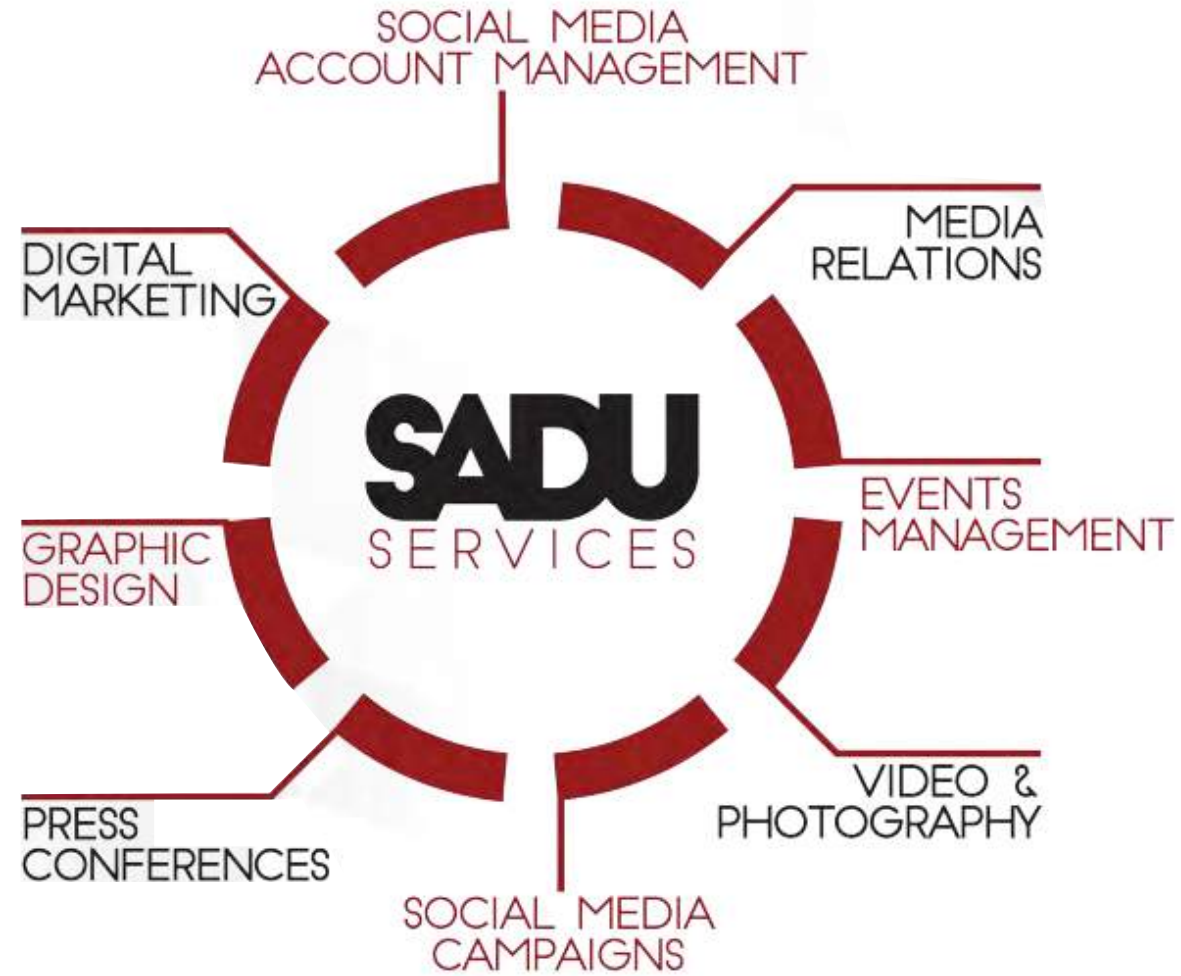 SOCIAL MEDIA
ACCOUNT MANAGEMENT
MEDIA
RELATIONS
DIGITAL
MARKETING
SADU
SERVICES
EVENTS
MANAGEMENT
GRAPHIC
DESIGN
VIDEO &
PHOTOGRAPHY
PRESS
CONFERENCES
SOCIAL MEDIA
CAMPAIGNS